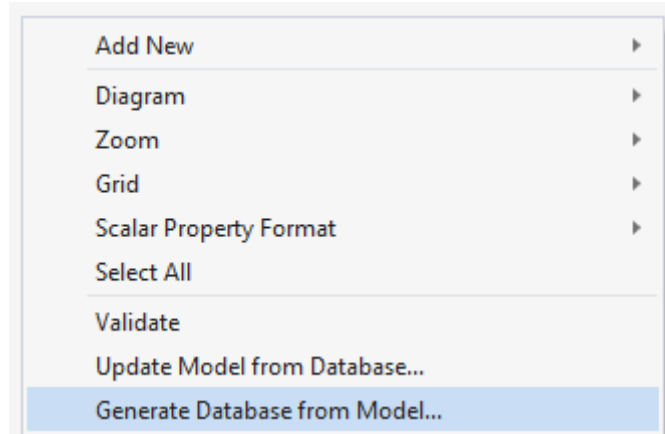 Add New
Diagram
Zoom
Grid
Scalar Property Format
Select All
Validate
Update Model from Database...
Generate Database from Model...